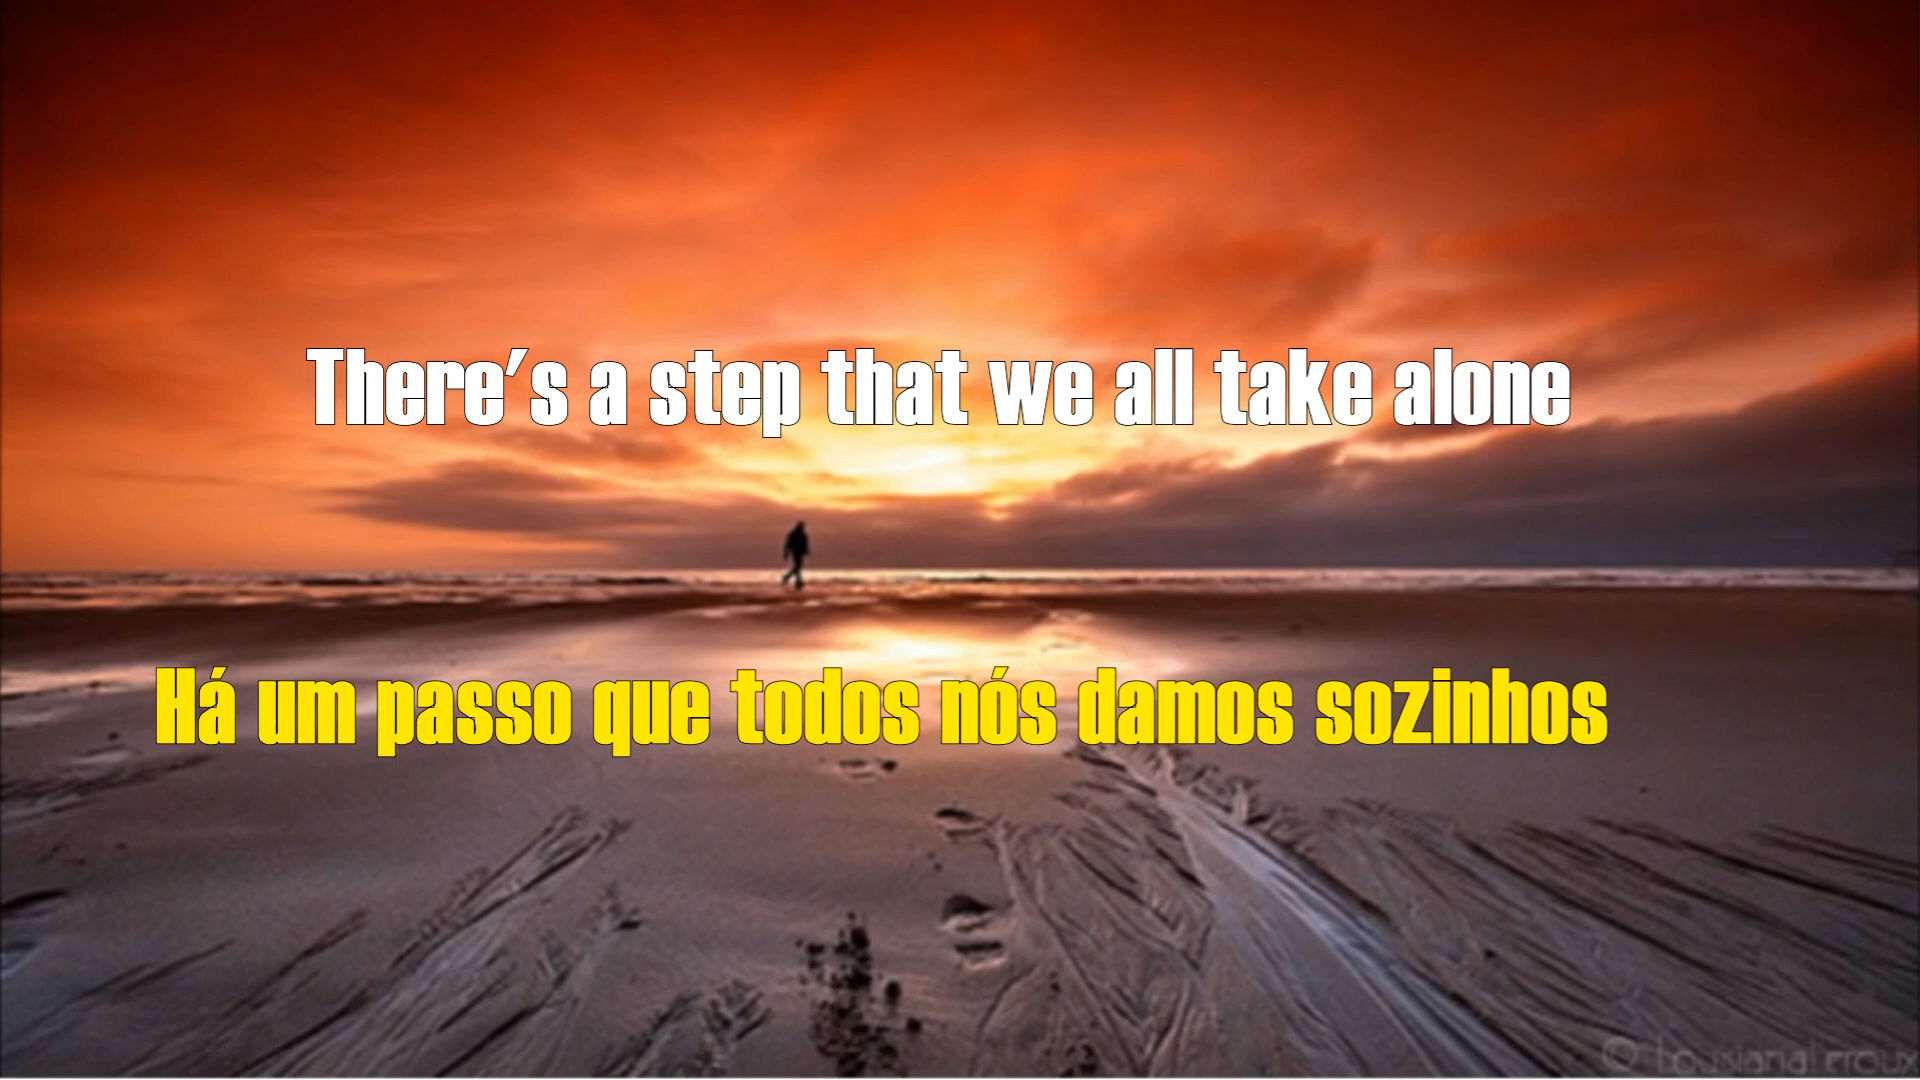 There's a step that we all take alone
Há um passo que todos nós damos sozinhos